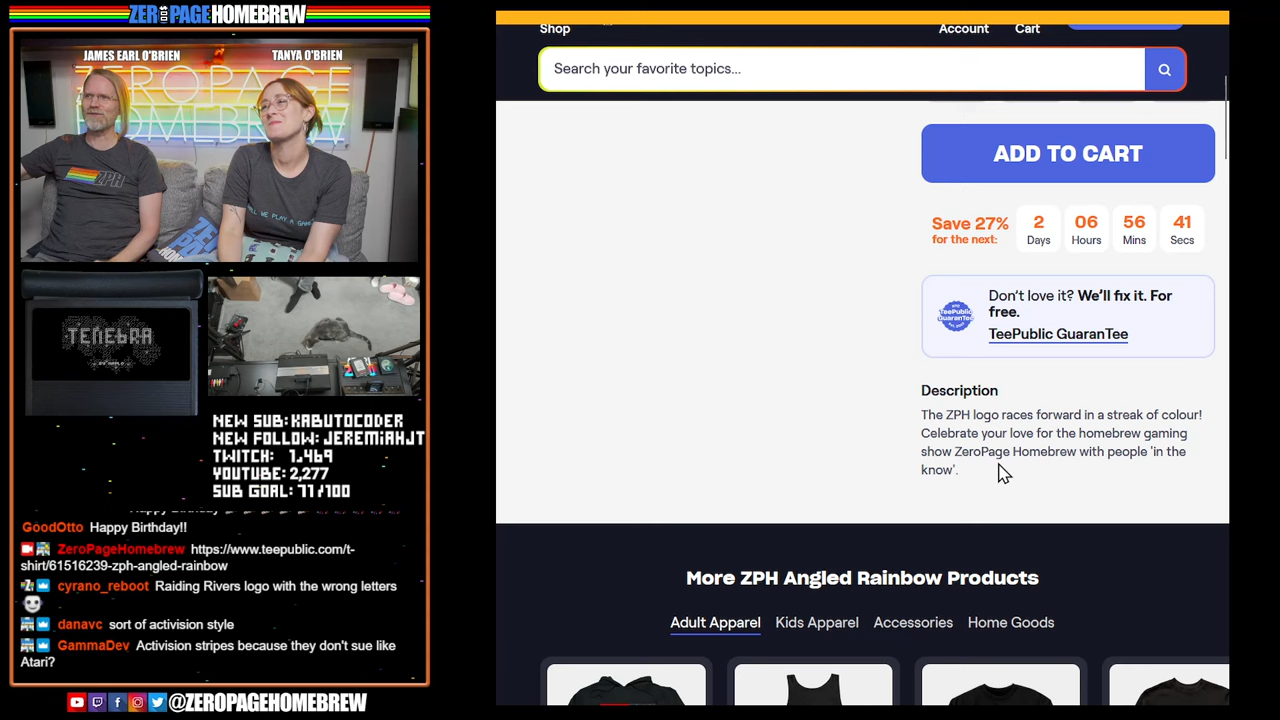 ZEROPAGEHOMEBREW
JAMES EARL O'BRIEN
TANYA O'BRIEN
ZEROPAGE
HOMEBREW
ZPH
TENEBRA
NEW SUB: KABUTOCODER
NEW FOLLOW: JEREMIAHJT
TWITCH : 1,469
YOUTUBE: 2,277
SUB GOAL: 71/100
GoodOtto Happy Birthday!!
ZeroPageHomebrew https://www.teepublic.com/t-
shirt/61516239-zph-angled-rainbow
cyrano_reboot Raiding Rivers logo with the wrong letters
danavc sort of activision style
GammaDev Activision stripes because they don't sue like
Atari?
@ZEROPAGEHOMEBREW
Shop
Account
Cart
Search your favorite topics...
ADD TO CART
Save 27%
for the next:
2
06
56
41
Days
Hours
Mins
Secs
Don't love it? We'll fix it. For
free.
TeePublic GuaranTee
TeePublic GuaranTee
Description
The ZPH logo races forward in a streak of colour!
Celebrate your love for the homebrew gaming
show ZeroPage Homebrew with people 'in the
know'.
More ZPH Angled Rainbow Products
Adult Apparel
Kids Apparel
Accessories
Home Goods